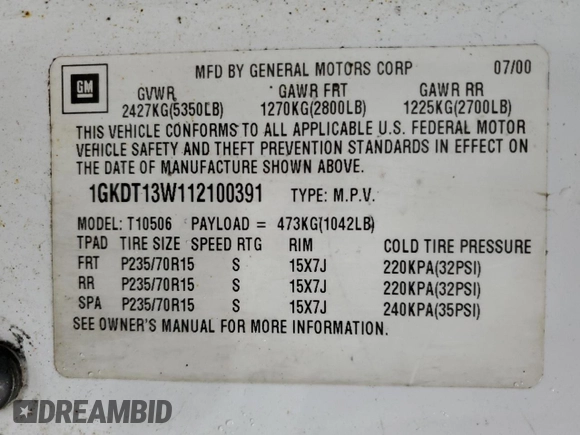 GM
MFD BY GENERAL MOTORS CORP 07/00
GVWR GAWR FRT GAWR RR
2427KG(5350LB) 1270KG(2800LB) 1225KG(2700LB)
THIS VEHICLE CONFORMS TO ALL APPLICABLE U.S. FEDERAL MOTOR
VEHICLE SAFETY AND THEFT PREVENTION STANDARDS IN EFFECT ON
THE DATE OF MANUFACTURE SHOWN ABOVE.
1GKDT13W112100391 TYPE: M.P.V.
MODEL: T10506 PAYLOAD = 473KG(1042LB)
TPAD TIRE SIZE SPEED RTG RIM COLD TIRE PRESSURE
FRT P235/70R15 S 15X7J 220KPA(32PSI)
RR P235/70R15 S 15X7J 220KPA(32PSI)
SPA P235/70R15 S 15X7J 240KPA(35PSI)
SEE OWNER'S MANUAL FOR MORE INFORMATION.
DREAMBID